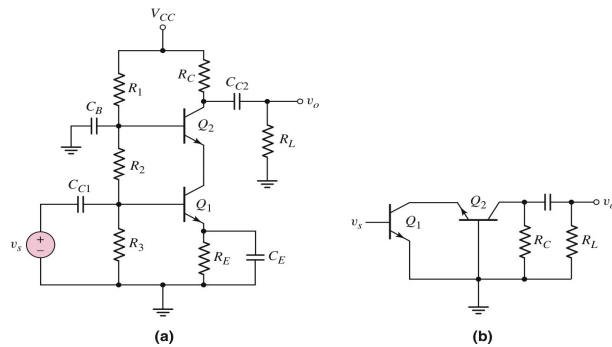 V_CC
R_C
C_C2
R_1
v_o
C_B
Q_2
R_L
R_2
C_C1
Q_1
Q_2
v_o
v_s
Q_1
R_C
R_L
v_s
+
−
R_3
R_E
C_E
(a)
(b)